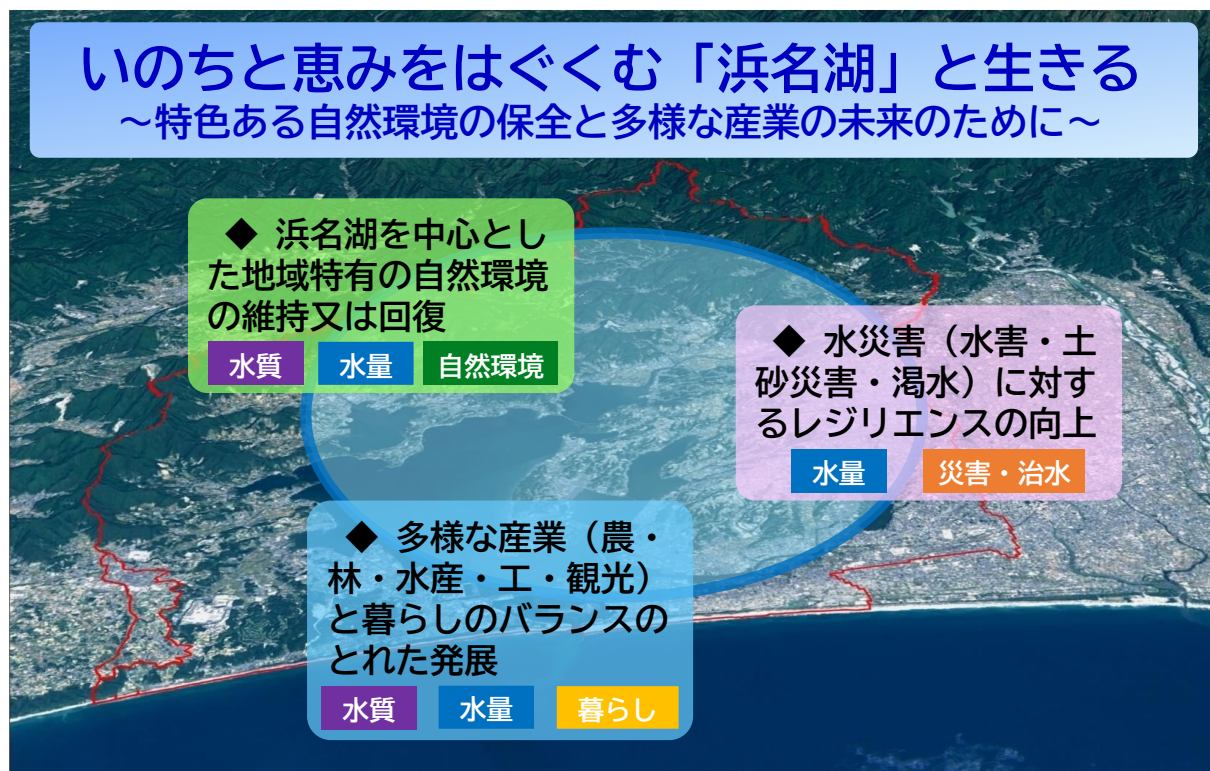 いのちと恵みをはぐくむ「浜名湖」と生きる
～特色ある自然環境の保全と多様な産業の未来のために～
◆ 浜名湖を中心とし
た地域特有の自然環境
の維持又は回復
水質 水量 自然環境
◆ 水災害（水害・土
砂災害・渇水）に対す
るレジリエンスの向上
水量 災害・治水
◆ 多様な産業（農・
林・水産・工・観光）
と暮らしのバランスの
とれた発展
水質 水量 暮らし